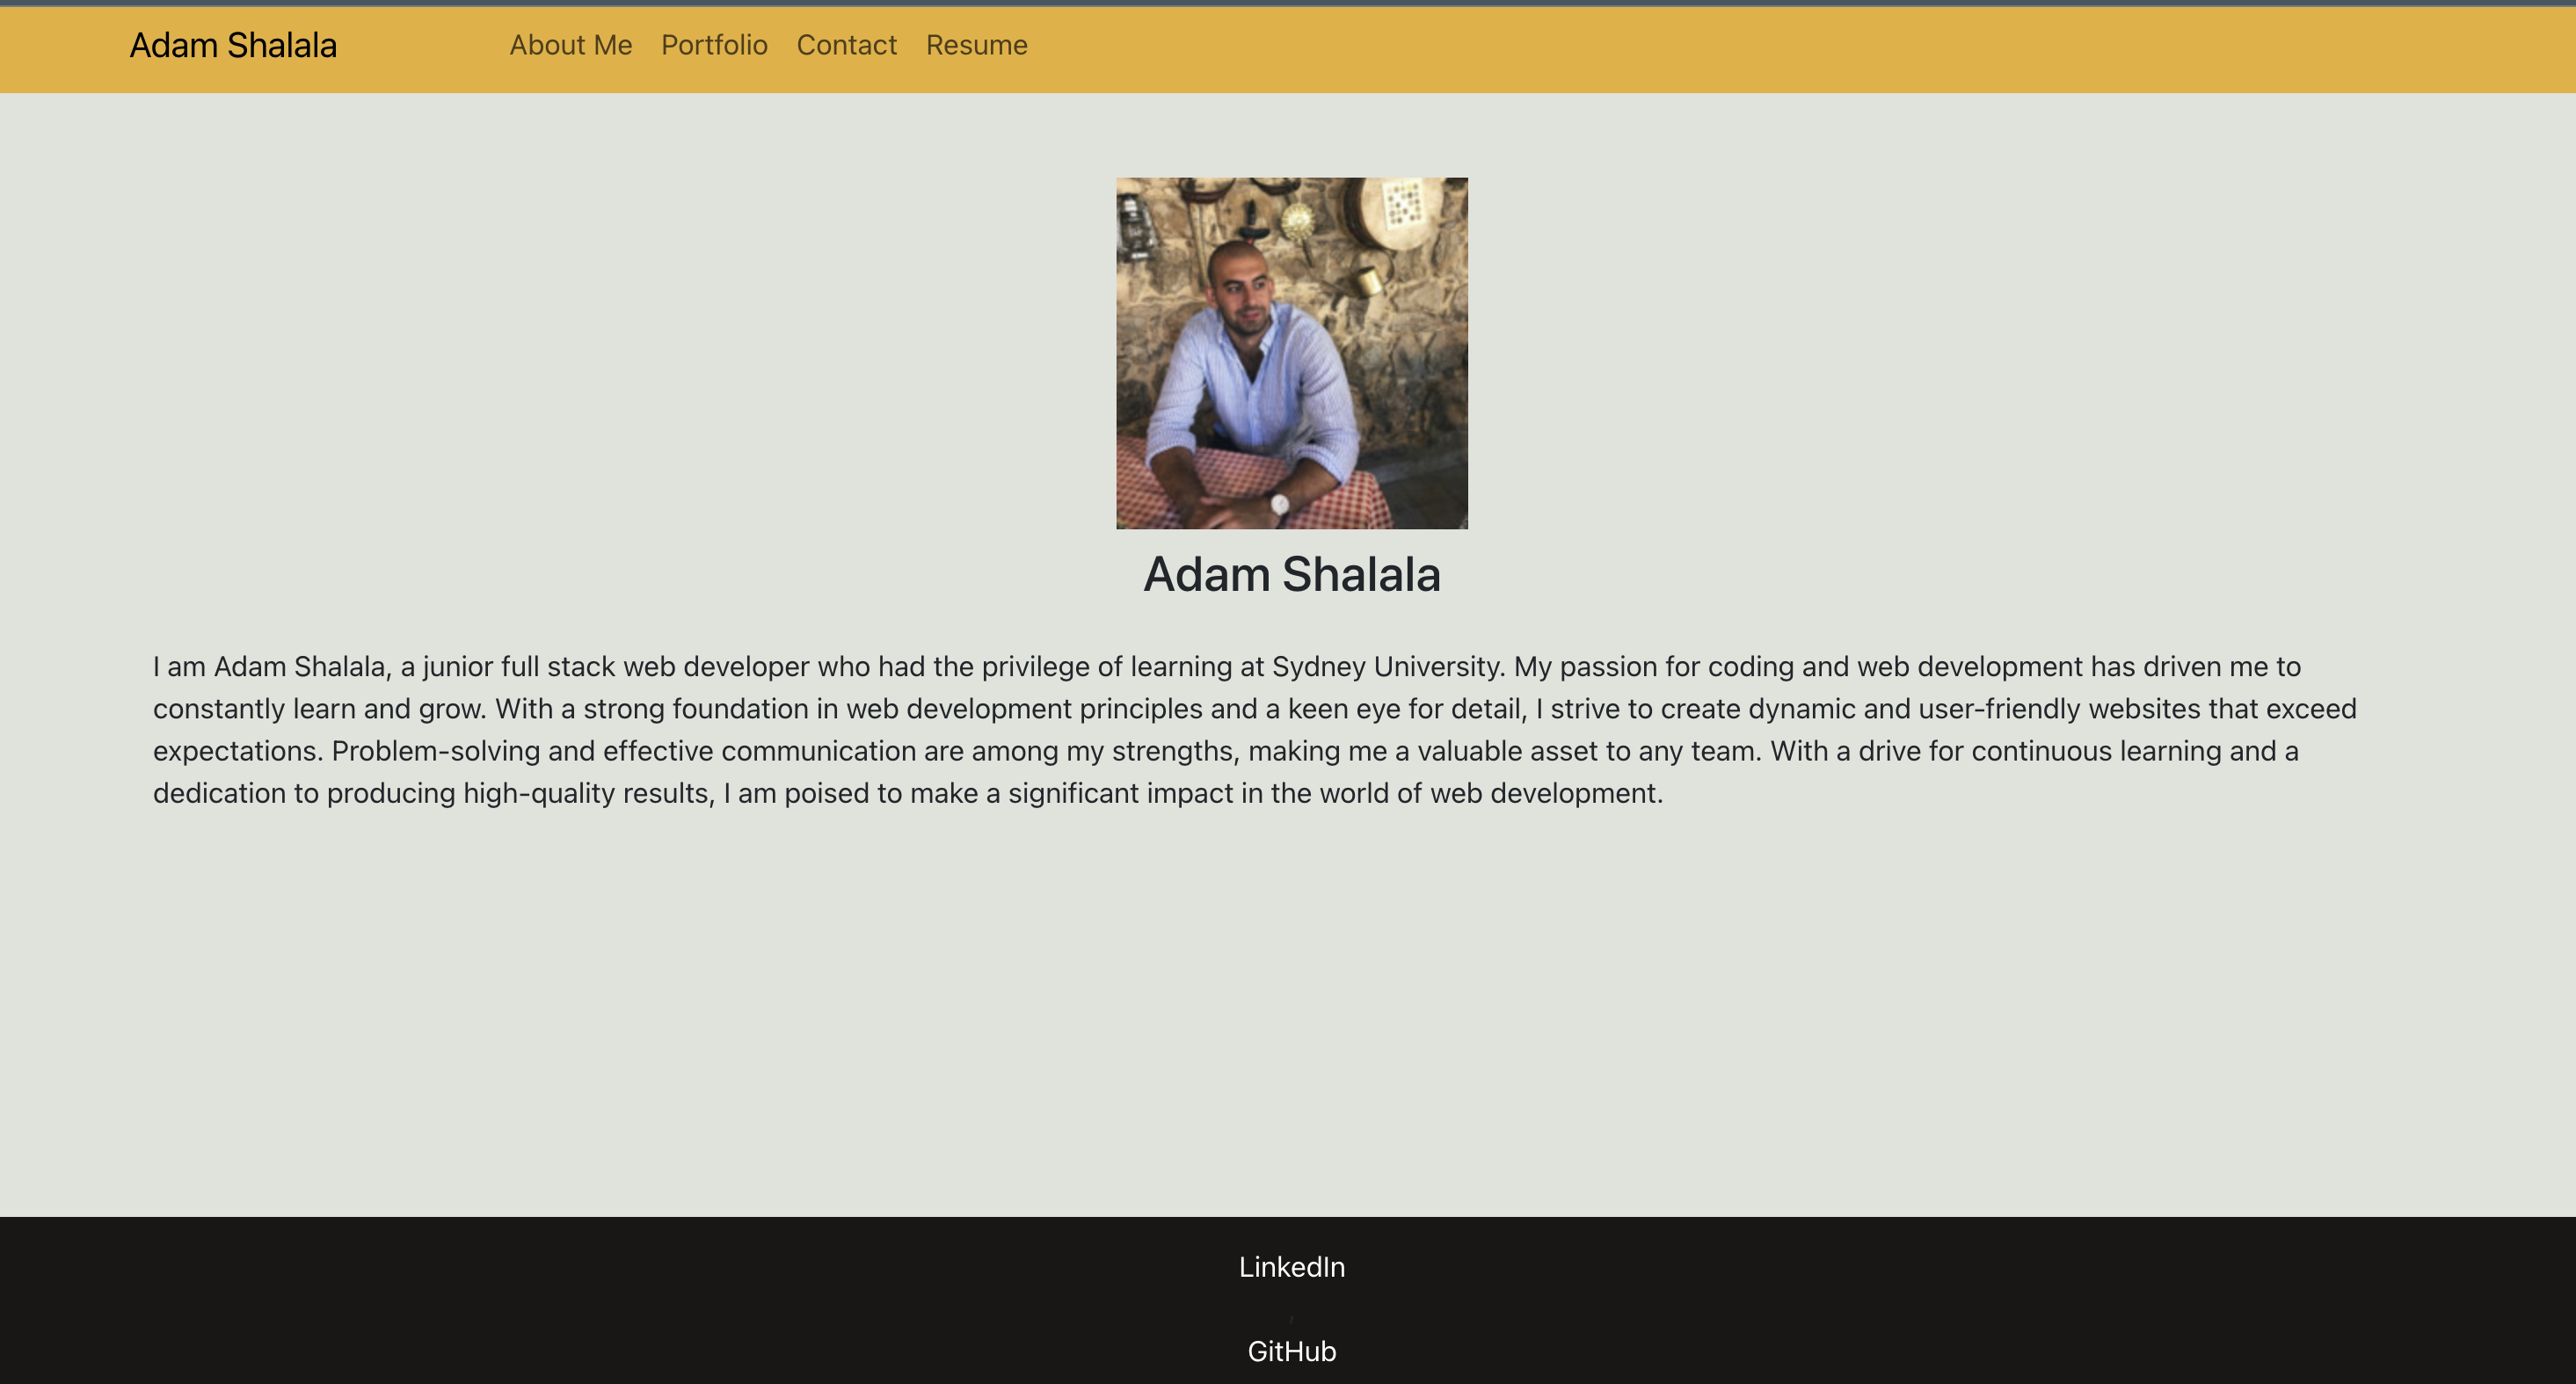 Adam Shalala
About Me Portfolio Contact Resume
Adam Shalala
I am Adam Shalala, a junior full stack web developer who had the privilege of learning at Sydney University. My passion for coding and web development has driven me to
constantly learn and grow. With a strong foundation in web development principles and a keen eye for detail, I strive to create dynamic and user-friendly websites that exceed
expectations. Problem-solving and effective communication are among my strengths, making me a valuable asset to any team. With a drive for continuous learning and a
dedication to producing high-quality results, I am poised to make a significant impact in the world of web development.
LinkedIn
GitHub